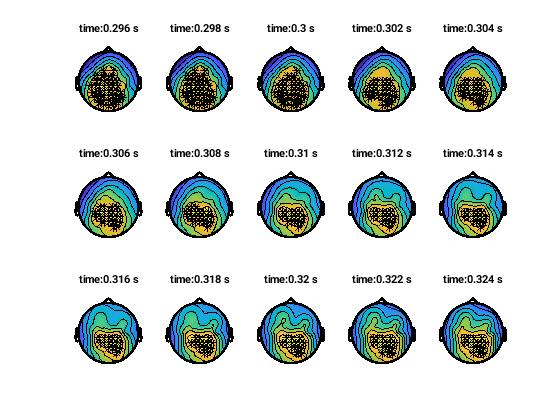 time:0.296 s time:0.298 s time:0.3 s time:0.302 s time:0.304 s
time:0.306 s time:0.308 s time:0.31 s time:0.312 s time:0.314 s
time:0.316 s time:0.318 s time:0.32 s time:0.322 s time:0.324 s